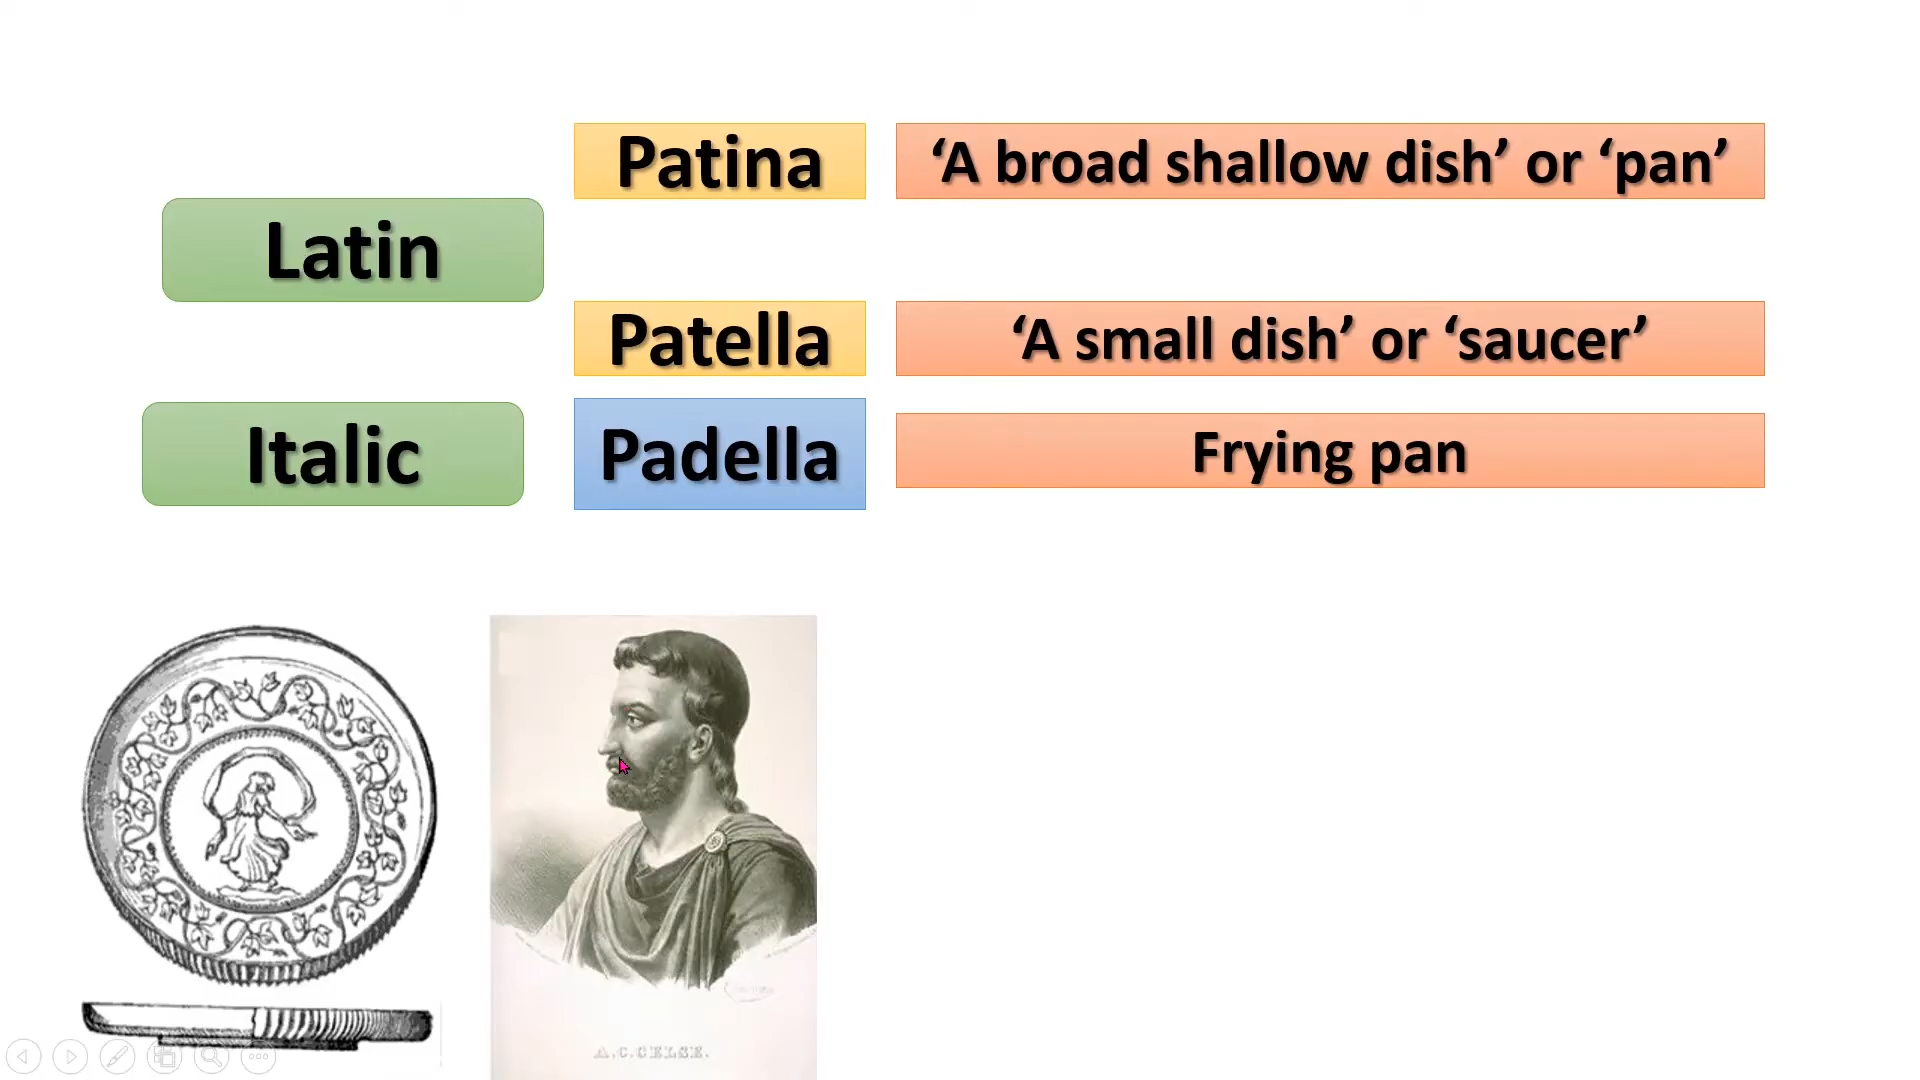 Patina
‘A broad shallow dish’ or ‘pan’
Latin
Patella
‘A small dish’ or ‘saucer’
Italic
Padella
Frying pan
A.C.CELSE.